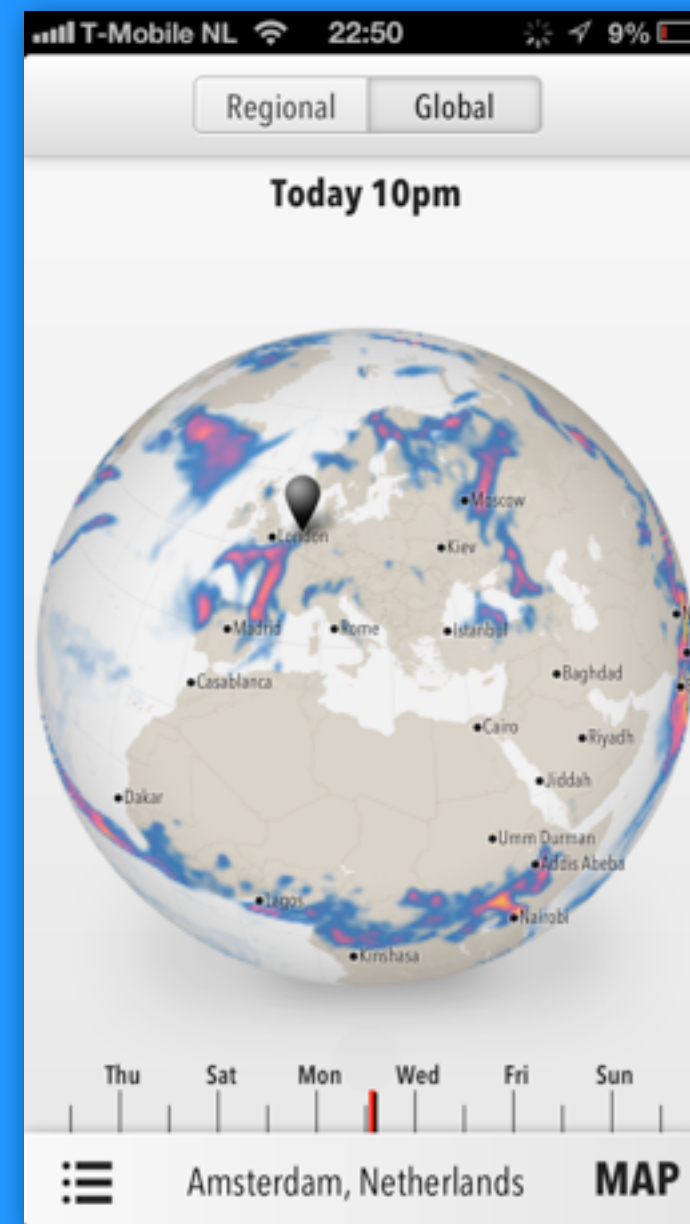 T-Mobile NL 22:50 9%
Regional Global
Today 10pm
Moscow
London
Kiev
Madrid Rome Istanbul
Baghdad
Casablanca
Cairo
Riyadh
Jiddah
Dakar
Umm Durman
Addis Abeba
Lagos
Nairobi
Kinshasa
Thu Sat Mon Wed Fri Sun
Amsterdam, Netherlands MAP